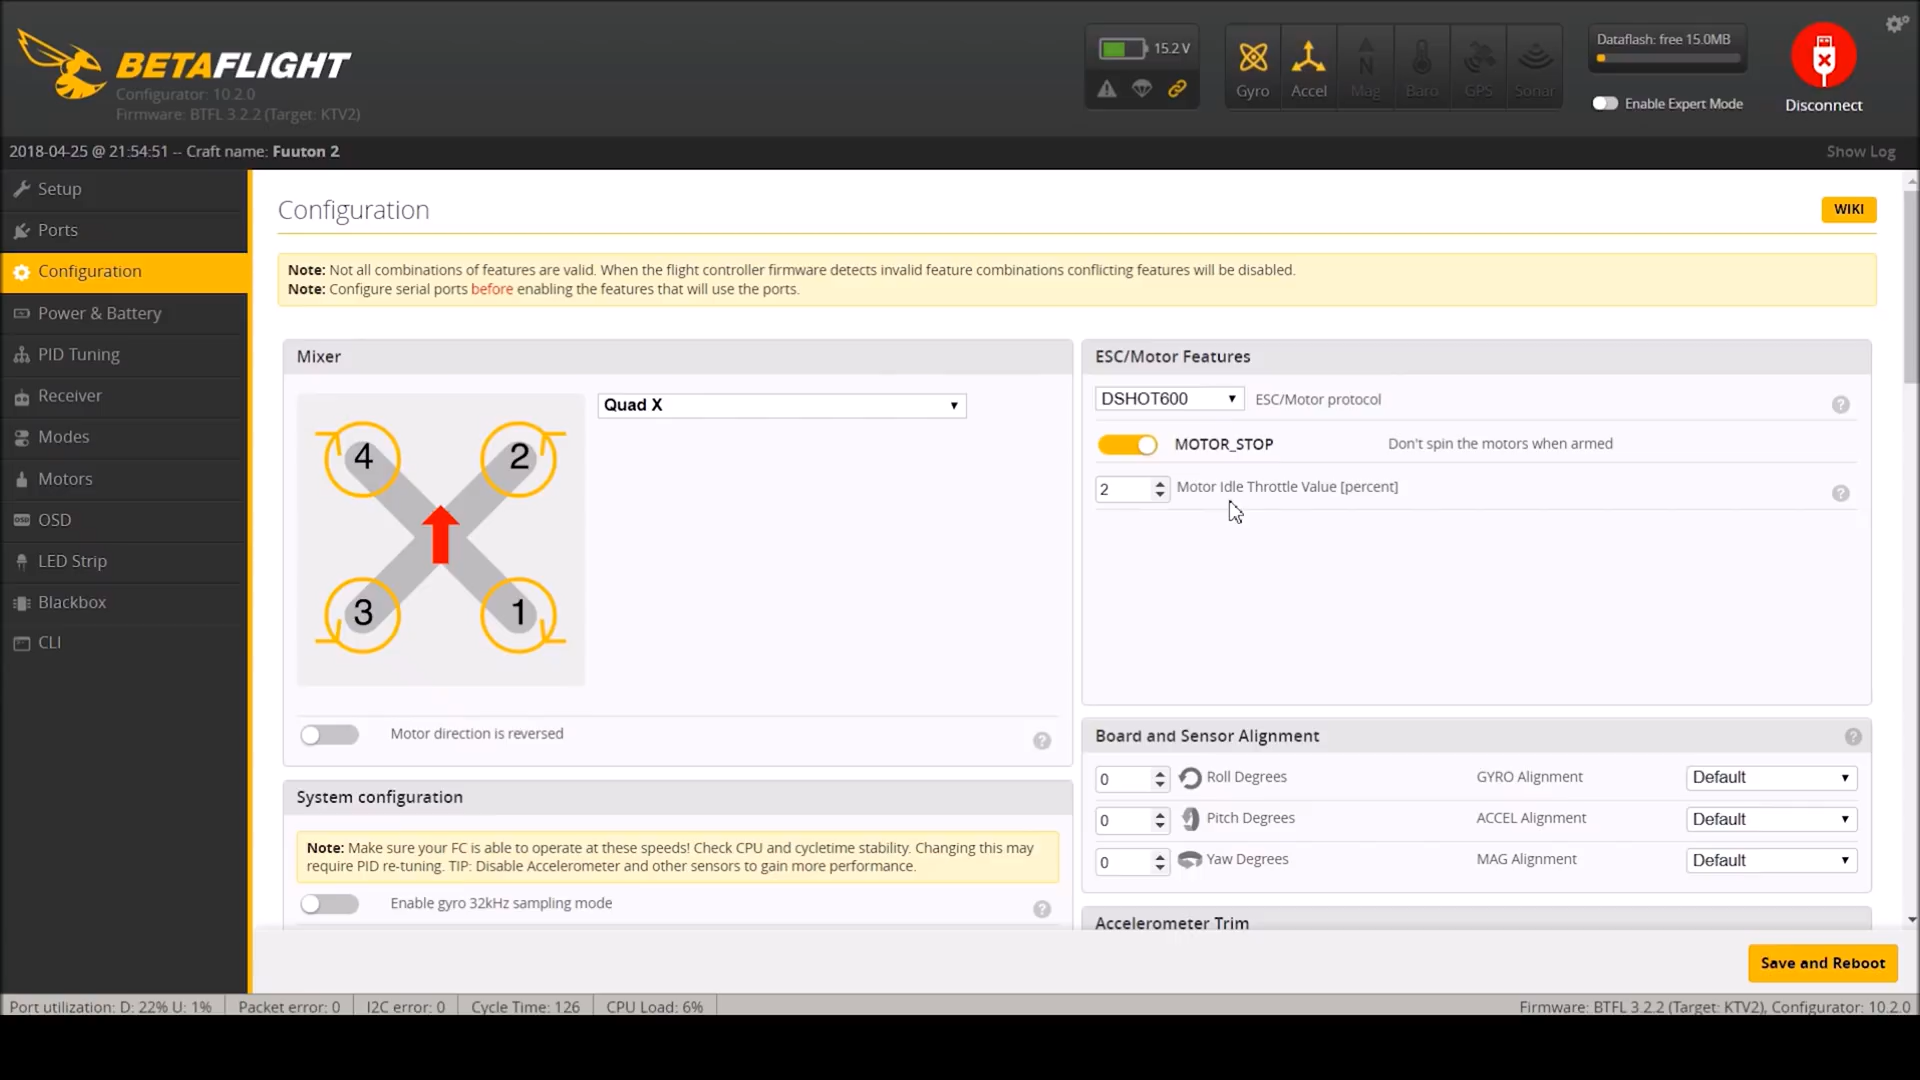 BETAFLIGHT
Configurator: 10.2.0
Firmware: BTFL 3.2.2 (Target: KTV2)
15.2 V
Gyro
Accel
Mag
Baro
GPS
Sonar
Dataflash: free 15.0MB
Enable Expert Mode
Disconnect
2018-04-25 @ 21:54:51 -- Craft name: Fuuton 2
Show Log
Setup
Ports
Configuration
Power & Battery
PID Tuning
Receiver
Modes
Motors
OSD
LED Strip
Blackbox
CLI
Configuration
WIKI
Note: Not all combinations of features are valid. When the flight controller firmware detects invalid feature combinations conflicting features will be disabled.
Note: Configure serial ports before enabling the features that will use the ports.
Mixer
Quad X
4
2
3
1
Motor direction is reversed
?
System configuration
Note: Make sure your FC is able to operate at these speeds! Check CPU and cycletime stability. Changing this may
require PID re-tuning. TIP: Disable Accelerometer and other sensors to gain more performance.
Enable gyro 32kHz sampling mode
?
ESC/Motor Features
DSHOT600 ESC/Motor protocol ?
MOTOR_STOP Don't spin the motors when armed
2 Motor Idle Throttle Value [percent] ?
Board and Sensor Alignment ?
0 Roll Degrees GYRO Alignment Default
0 Pitch Degrees ACCEL Alignment Default
0 Yaw Degrees MAG Alignment Default
Accelerometer Trim
Save and Reboot
Port utilization: D: 22% U: 1% Packet error: 0 I2C error: 0 Cycle Time: 126 CPU Load: 6% Firmware: BTFL 3.2.2 (Target: KTV2), Configurator: 10.2.0